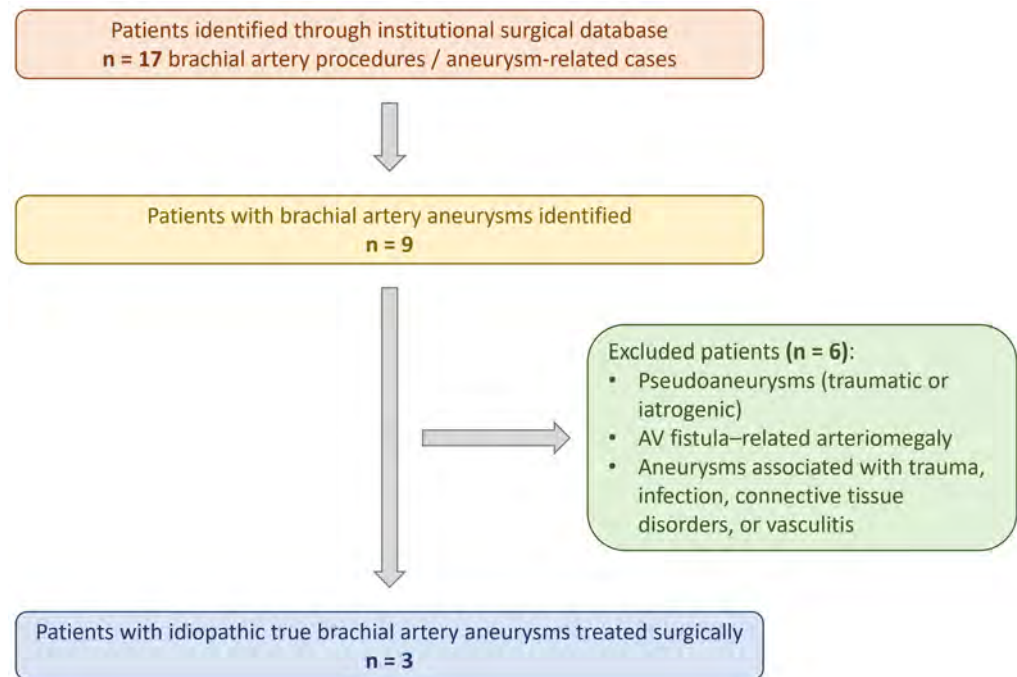 Patients identified through institutional surgical database
n = 17 brachial artery procedures / aneurysm-related cases
Patients with brachial artery aneurysms identified
n = 9
Excluded patients (n = 6):
• Pseudoaneurysms (traumatic or
iatrogenic)
• AV fistula–related arteriomegaly
• Aneurysms associated with trauma,
infection, connective tissue
disorders, or vasculitis
Patients with idiopathic true brachial artery aneurysms treated surgically
n = 3